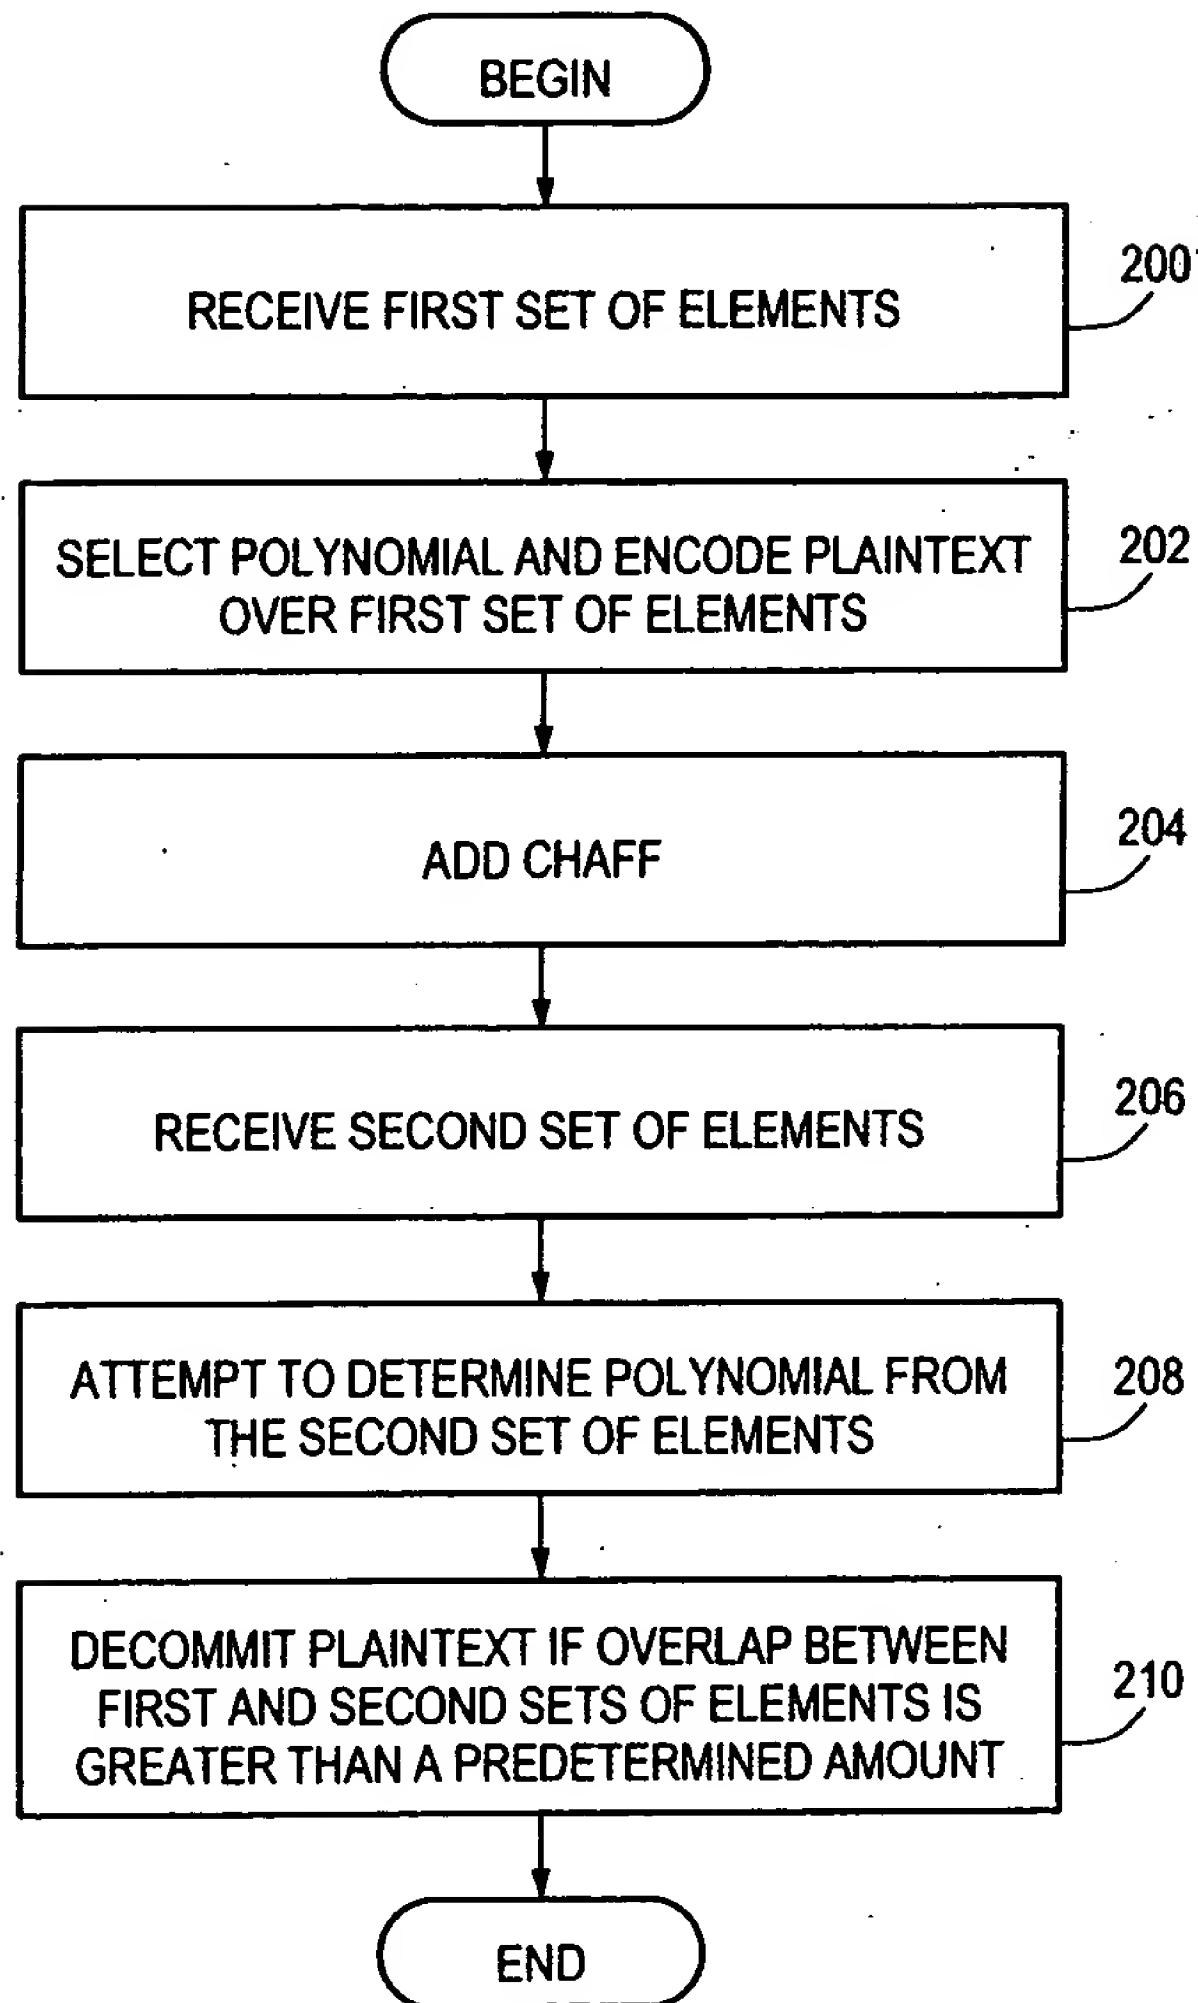 BEGIN
RECEIVE FIRST SET OF ELEMENTS
200
SELECT POLYNOMIAL AND ENCODE PLAINTEXT
OVER FIRST SET OF ELEMENTS
202
ADD CHAFF
204
RECEIVE SECOND SET OF ELEMENTS
206
ATTEMPT TO DETERMINE POLYNOMIAL FROM
THE SECOND SET OF ELEMENTS
208
DECOMMIT PLAINTEXT IF OVERLAP BETWEEN
FIRST AND SECOND SETS OF ELEMENTS IS
GREATER THAN A PREDETERMINED AMOUNT
210
END